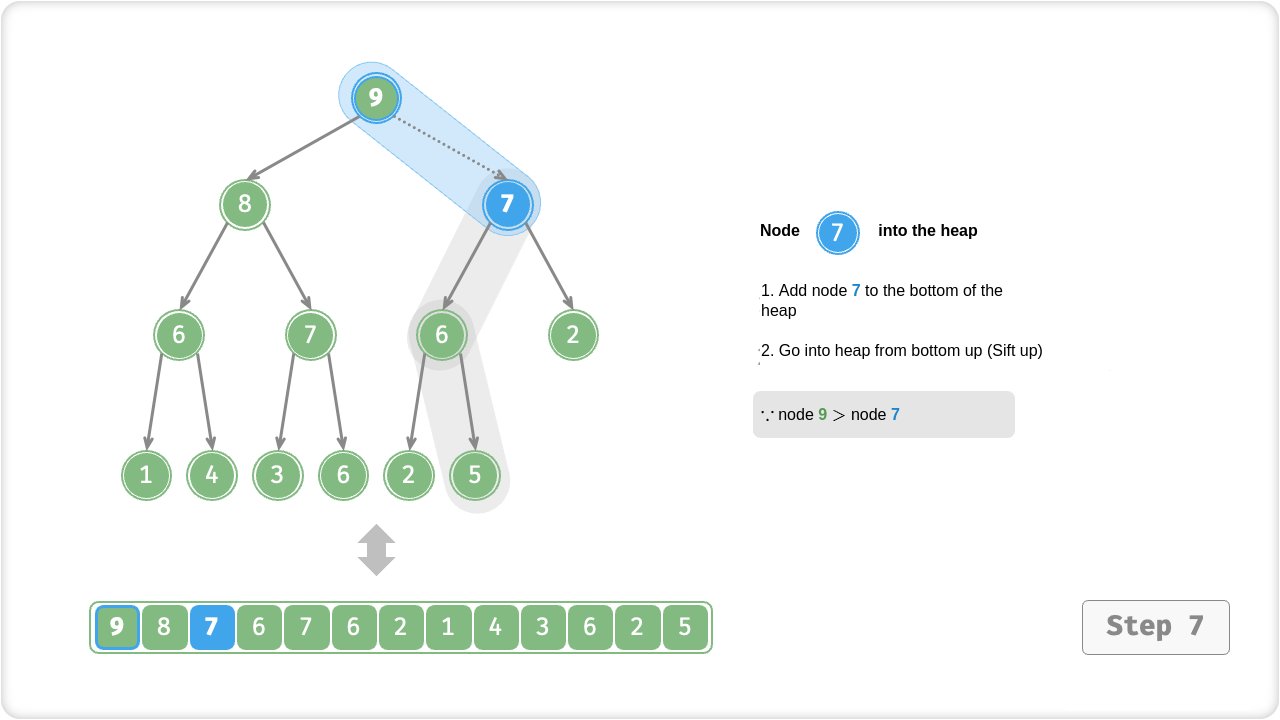 9
8
7
Node 7 into the heap
1. Add node 7 to the bottom of the
heap
2. Go into heap from bottom up (Sift up)
6
7
6
2
∵ node 9 > node 7
1
4
3
6
2
5
9 8 7 6 7 6 2 1 4 3 6 2 5
Step 7